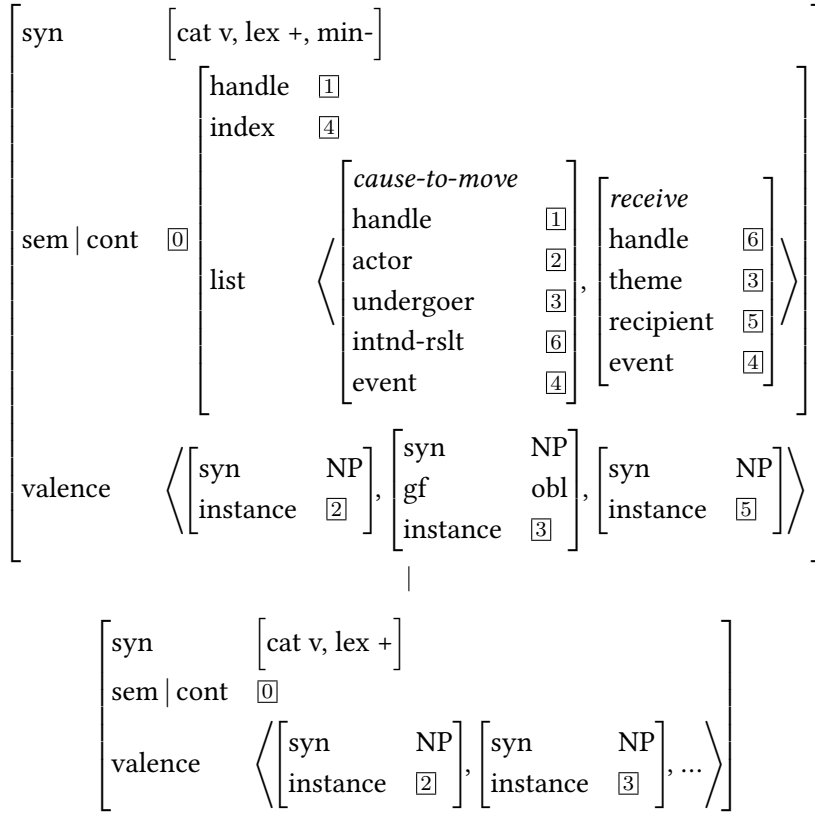 syn [cat v, lex +, min-]
sem | cont 0
handle 1
index 4
list
cause-to-move
handle 1
actor 2
undergoer 3
intnd-rslt 6
event 4
,
receive
handle 6
theme 3
recipient 5
event 4
valence
syn NP
instance 2
,
syn NP
gf obl
instance 3
,
syn NP
instance 5
syn [cat v, lex +]
sem | cont 0
valence
syn NP
instance 2
,
syn NP
instance 3
, ...